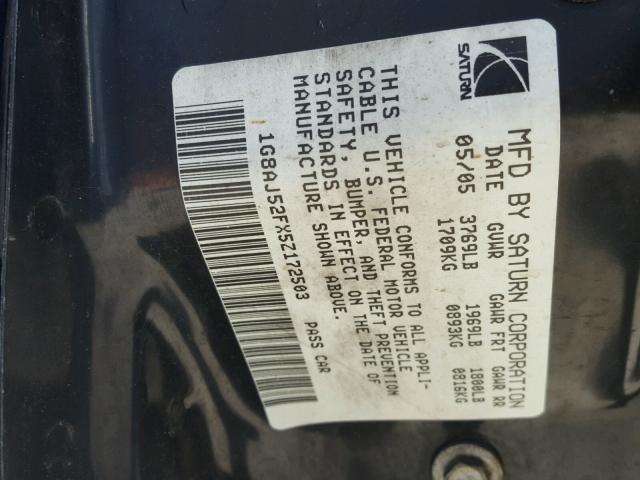 SATURN
MFD BY SATURN CORPORATION
DATE GVWR GAWR FRT GAWR RR
05/05 3769LB 1969LB 1800LB
1709KG 0893KG 0816KG
THIS VEHICLE CONFORMS TO ALL APPLI-
CABLE U.S. FEDERAL MOTOR VEHICLE
SAFETY, BUMPER, AND THEFT PREVENTION
STANDARDS IN EFFECT ON THE DATE OF
MANUFACTURE SHOWN ABOVE.
1G8AJ52FX5Z172503 PASS CAR